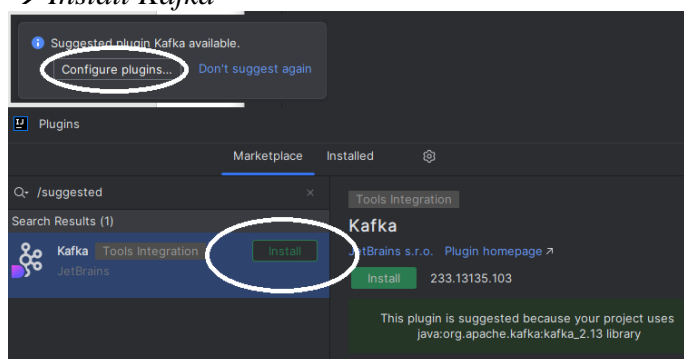 Install Kafka
Suggested plugin Kafka available.
Configure plugins... Don't suggest again
Plugins
Marketplace Installed
/suggested
Search Results (1)
Kafka Tools Integration Install
JetBrains
Tools Integration
Kafka
JetBrains s.r.o. Plugin homepage ↗
Install 233.13135.103
This plugin is suggested because your project uses
java:org.apache.kafka:kafka_2.13 library